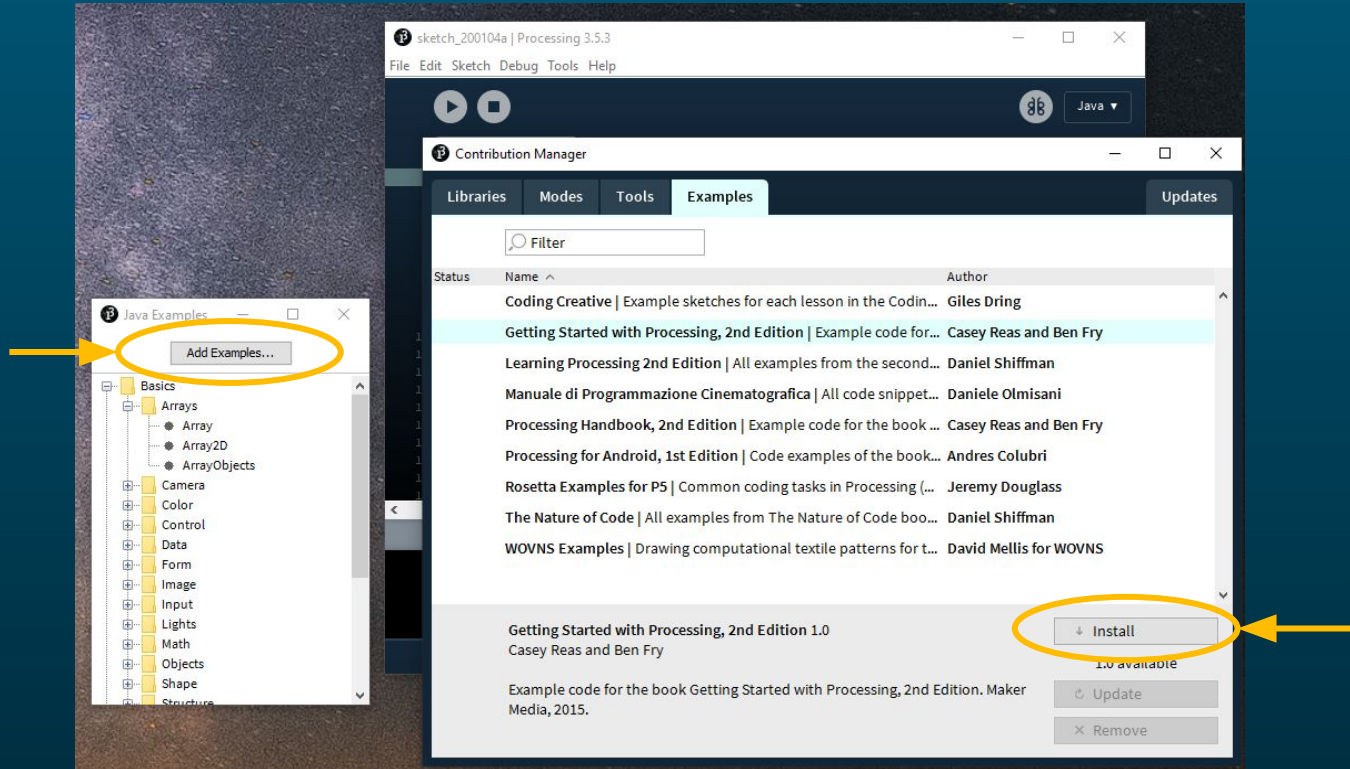 sketch_200104a | Processing 3.5.3
File Edit Sketch Debug Tools Help
Java ▾
Contribution Manager
Libraries Modes Tools Examples Updates
Filter
Status Name Author
Coding Creative | Example sketches for each lesson in the Codin... Giles Dring
Getting Started with Processing, 2nd Edition | Example code for... Casey Reas and Ben Fry
Learning Processing 2nd Edition | All examples from the second... Daniel Shiffman
Manuale di Programmazione Cinematografica | All code snippet... Daniele Olmisani
Processing Handbook, 2nd Edition | Example code for the book ... Casey Reas and Ben Fry
Processing for Android, 1st Edition | Code examples of the book... Andres Colubri
Rosetta Examples for P5 | Common coding tasks in Processing (... Jeremy Douglass
The Nature of Code | All examples from The Nature of Code boo... Daniel Shiffman
WOVNS Examples | Drawing computational textile patterns for t... David Mellis for WOVNS
Getting Started with Processing, 2nd Edition 1.0
Casey Reas and Ben Fry
Example code for the book Getting Started with Processing, 2nd Edition. Maker
Media, 2015.
Install
1.0 available
Update
Remove
Java Examples
Add Examples...
Basics
Arrays
Array
Array2D
ArrayObjects
Camera
Color
Control
Data
Form
Image
Input
Lights
Math
Objects
Shape
Structure